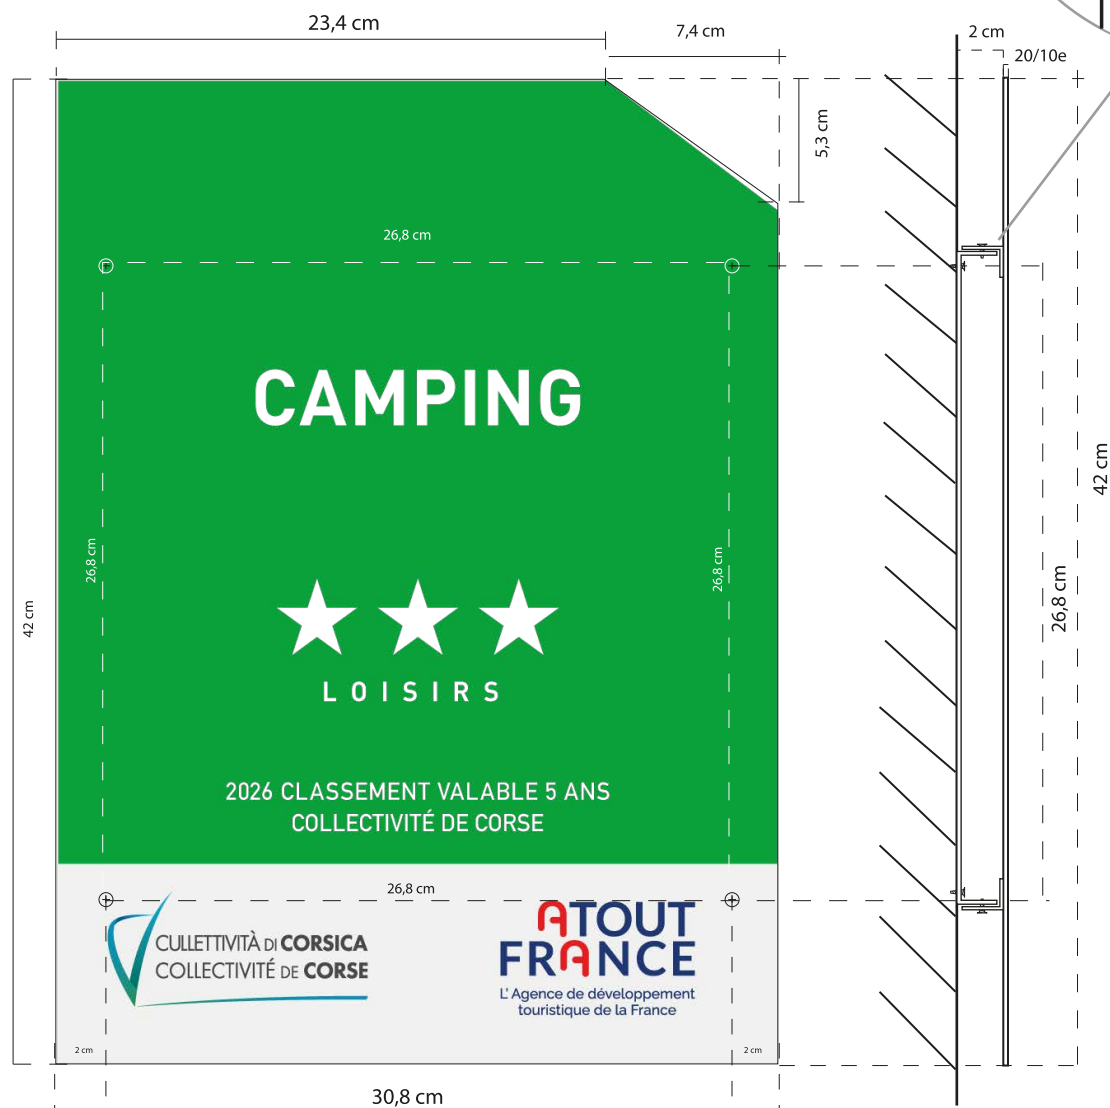 23,4 cm
7,4 cm
2 cm
20/10e
5,3 cm
26,8 cm
CAMPING
42 cm
26,8 cm
26,8 cm
26,8 cm
42 cm
LOISIRS
2026 CLASSEMENT VALABLE 5 ANS
COLLECTIVITÉ DE CORSE
26,8 cm
CULLETTIVITÀ DI CORSICA
COLLECTIVITÉ DE CORSE
ATOUT
FRANCE
L'Agence de développement
touristique de la France
2 cm
2 cm
30,8 cm